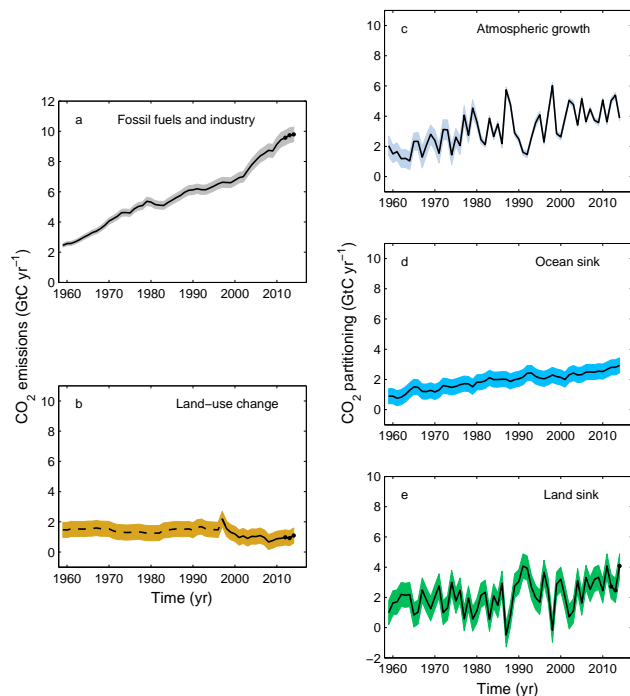 a Fossil fuels and industry
12
10
8
6
4
2
0
1960 1970 1980 1990 2000 2010
CO2 emissions (GtC yr−1)
b Land−use change
10
8
6
4
2
0
1960 1970 1980 1990 2000 2010
Time (yr)
c Atmospheric growth
10
8
6
4
2
0
1960 1970 1980 1990 2000 2010
d Ocean sink
10
8
6
4
2
0
1960 1970 1980 1990 2000 2010
CO2 partitioning (GtC yr−1)
e Land sink
10
8
6
4
2
0
−2
1960 1970 1980 1990 2000 2010
Time (yr)